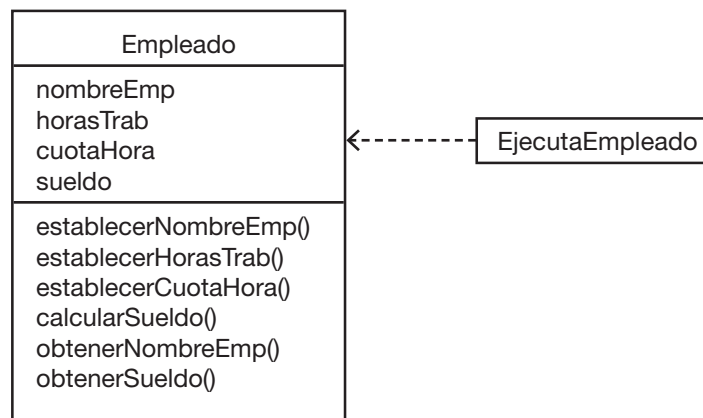 Empleado
nombreEmp
horasTrab
cuotaHora
sueldo
establecerNombreEmp()
establecerHorasTrab()
establecerCuotaHora()
calcularSueldo()
obtenerNombreEmp()
obtenerSueldo()
EjecutaEmpleado